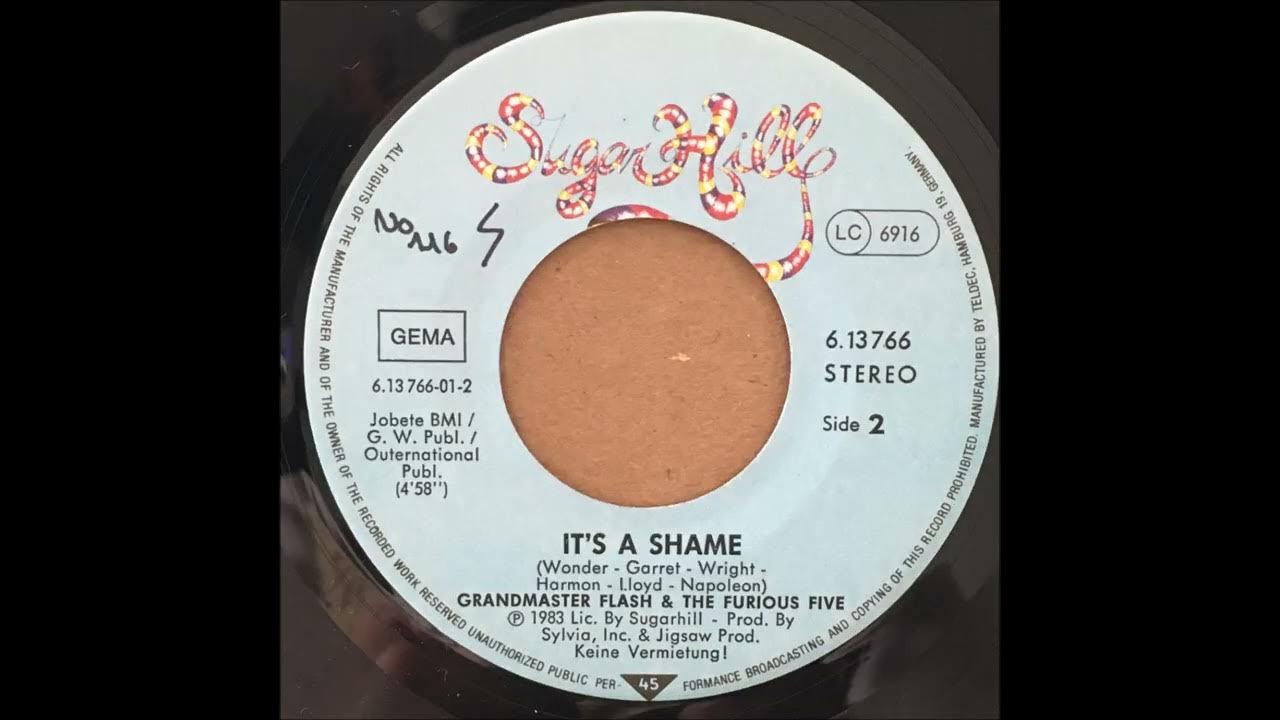 Sugar Hill
NO 116
LC 6916
GEMA
6.13 766-01-2
Jobete BMI /
G. W. Publ. /
Outernational
Publ.
(4'58'')
6.13766
STEREO
Side 2
IT'S A SHAME
(Wonder - Garret - Wright -
Harmon - Lloyd - Napoleon)
GRANDMASTER FLASH & THE FURIOUS FIVE
℗ 1983 Lic. By Sugarhill - Prod. By
Sylvia, Inc. & Jigsaw Prod.
Keine Vermietung!
45
ALL RIGHTS OF THE MANUFACTURER AND OF THE OWNER OF THE RECORDED WORK RESERVED UNAUTHORIZED PUBLIC PER- FORMANCE BROADCASTING AND COPYING OF THIS RECORD PROHIBITED. MANUFACTURED BY TELDEC, HAMBURG 19, GERMANY.